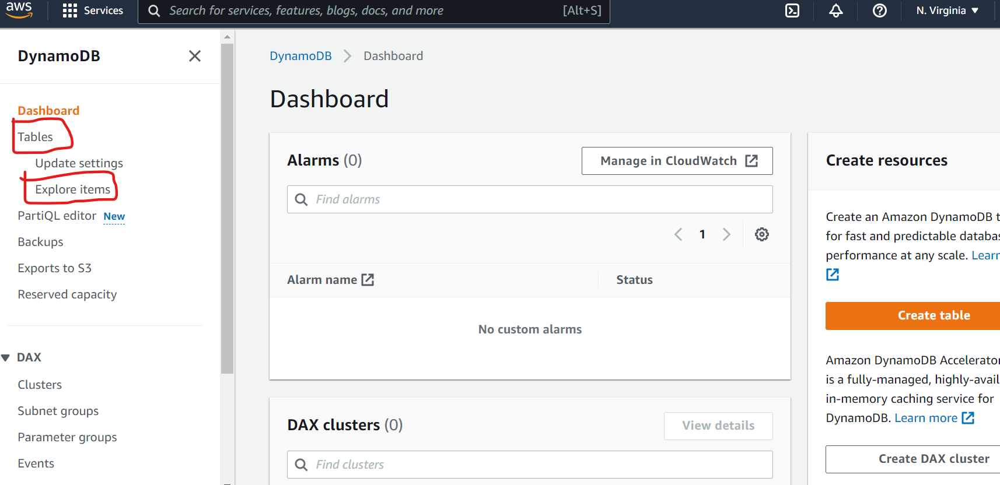 aws Services Search for services, features, blogs, docs, and more [Alt+S] N. Virginia
DynamoDB
Dashboard
Tables
Update settings
Explore items
PartiQL editor New
Backups
Exports to S3
Reserved capacity
DAX
Clusters
Subnet groups
Parameter groups
Events
DynamoDB Dashboard
Dashboard
Alarms (0) Manage in CloudWatch
Find alarms
1
Alarm name Status
No custom alarms
DAX clusters (0) View details
Find clusters
Create resources
Create an Amazon DynamoDB t
for fast and predictable databas
performance at any scale. Learn
Create table
Amazon DynamoDB Accelerator
is a fully-managed, highly-avail
in-memory caching service for
DynamoDB. Learn more
Create DAX cluster